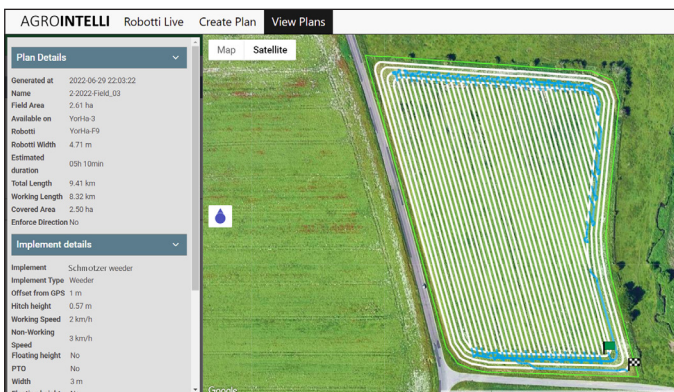 AGROINTELLI Robotti Live Create Plan View Plans
Plan Details
Generated at 2022-06-29 22:03:22
Name 2-2022-Field_03
Field Area 2.61 ha
Available on YorHa-3
Robotti YorHa-F9
Robotti Width 4.71 m
Estimated
duration 05h 10min
Total Length 9.41 km
Working Length 8.32 km
Covered Area 2.50 ha
Enforce Direction No
Implement details
Implement Schmotzer weeder
Implement Type Weeder
Offset from GPS 1 m
Hitch height 0.57 m
Working Speed 2 km/h
Non-Working
Speed 3 km/h
Floating height No
PTO No
Width 3 m
Map Satellite
Google